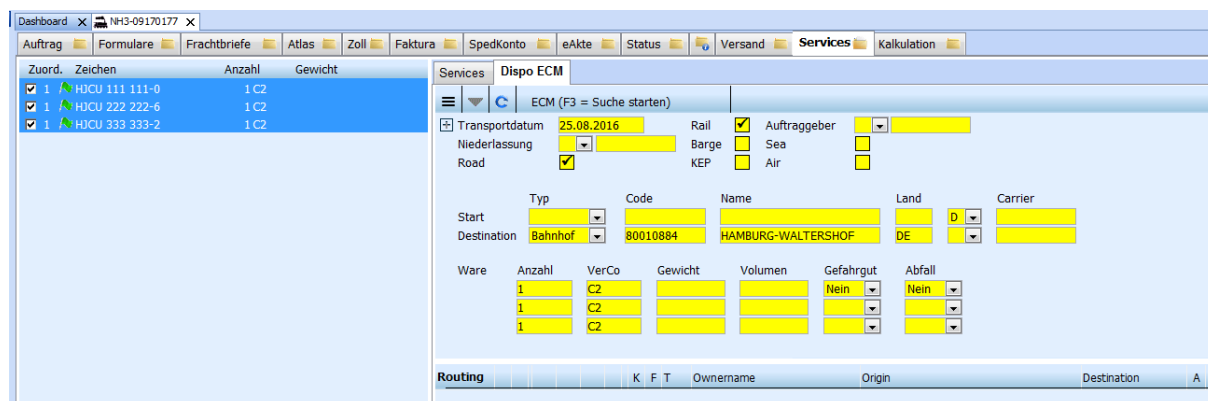 Dashboard X NH3-09170177 X
Auftrag Formulare Frachtbriefe Atlas Zoll Faktura SpedKonto eAkte Status Versand Services Kalkulation
Zuord. Zeichen Anzahl Gewicht
1 HJCU 111 111-0 1 C2
1 HJCU 222 222-6 1 C2
1 HJCU 333 333-2 1 C2
Services Dispo ECM
ECM (F3 = Suche starten)
Transportdatum 25.08.2016 Rail Auftraggeber
Niederlassung Barge Sea
Road KEP Air
Typ Code Name Land Carrier
Start D
Destination Bahnhof 80010884 HAMBURG-WALTERSHOF DE
Ware Anzahl VerCo Gewicht Volumen Gefahrgut Abfall
1 C2 Nein Nein
1 C2
1 C2
Routing K F T Ownername Origin Destination A